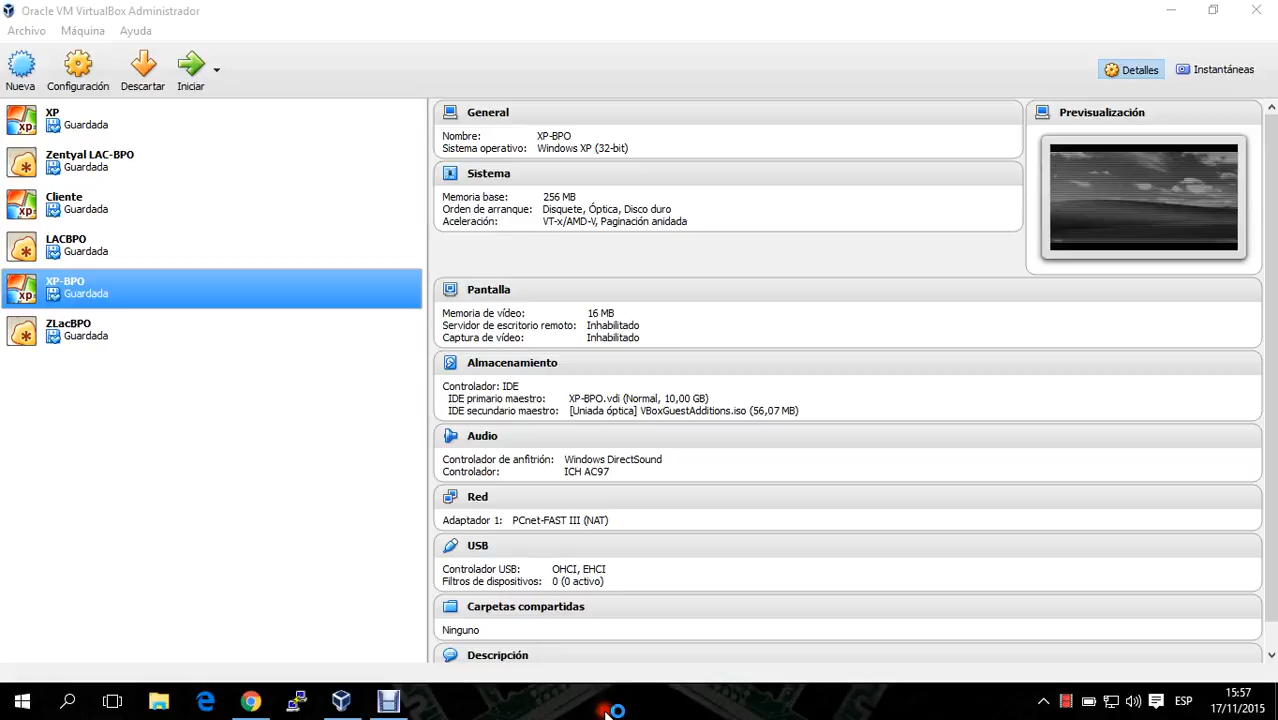 Oracle VM VirtualBox Administrador
Archivo Máquina Ayuda
Nueva Configuración Descartar Iniciar
Detalles Instantáneas
XP
Guardada
Zentyal LAC-BPO
Guardada
Cliente
Guardada
LACBPO
Guardada
XP-BPO
Guardada
ZLacBPO
Guardada
General
Nombre: XP-BPO
Sistema operativo: Windows XP (32-bit)
Sistema
Memoria base: 256 MB
Orden de arranque: Disquete, Óptica, Disco duro
Aceleración: VT-x/AMD-V, Paginación anidada
Previsualización
Pantalla
Memoria de vídeo: 16 MB
Servidor de escritorio remoto: Inhabilitado
Captura de vídeo: Inhabilitado
Almacenamiento
Controlador: IDE
IDE primario maestro: XP-BPO.vdi (Normal, 10,00 GB)
IDE secundario maestro: [Uniada óptica] VBoxGuestAdditions.iso (56,07 MB)
Audio
Controlador de anfitrión: Windows DirectSound
Controlador: ICH AC97
Red
Adaptador 1: PCnet-FAST III (NAT)
USB
Controlador USB: OHCI, EHCI
Filtros de dispositivos: 0 (0 activo)
Carpetas compartidas
Ninguno
Descripción
ESP
15:57
17/11/2015